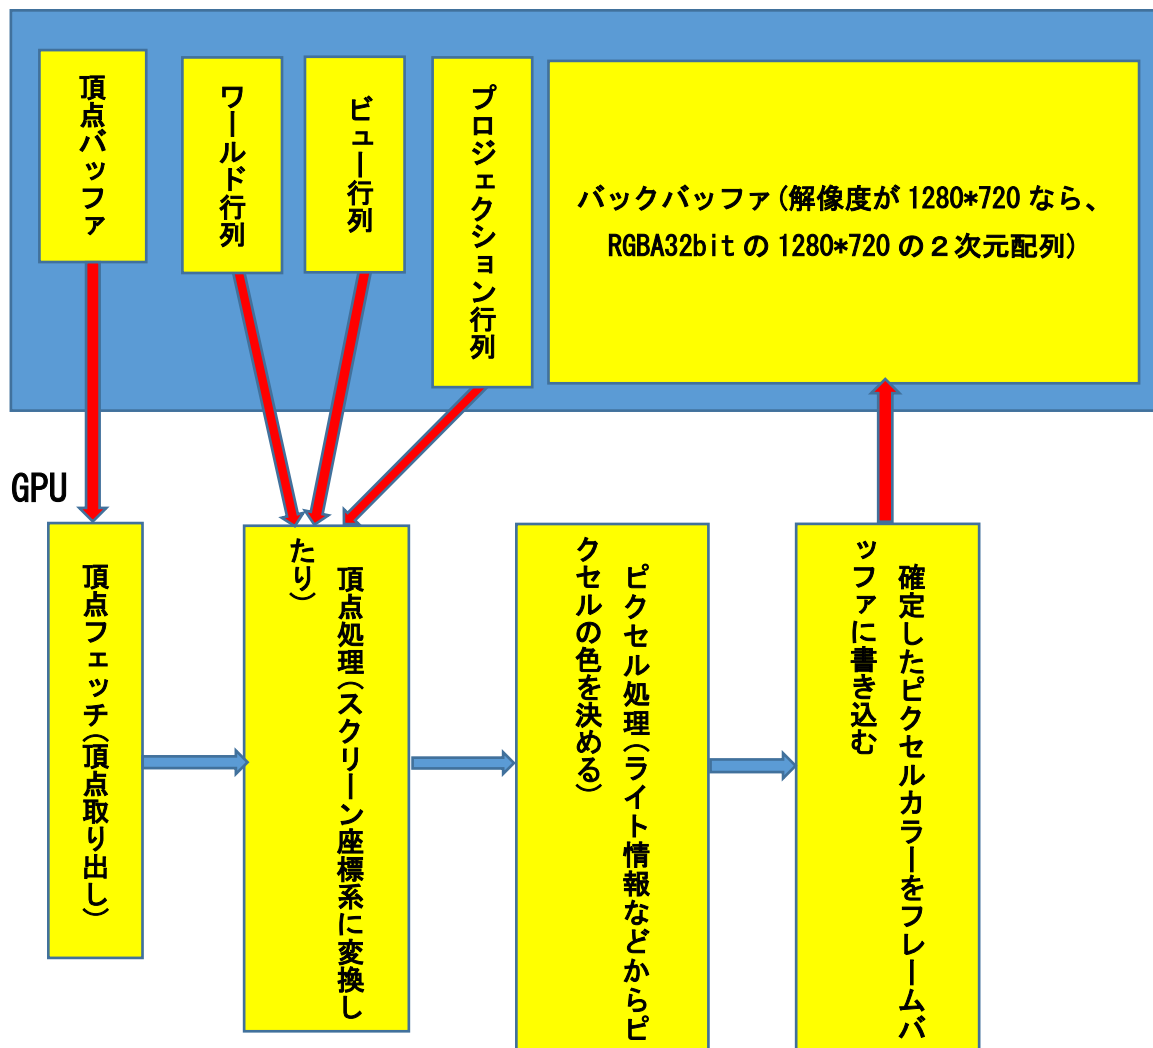 頂点バッファ
ワールド行列
ビュー行列
プロジェクション行列
バックバッファ(解像度が1280*720なら、
RGBA32bitの1280*720の２次元配列)
GPU
頂点フェッチ(頂点取り出し)
頂点処理(スクリーン座標系に変換し
たり)
ピクセル処理(ライト情報などからピ
クセルの色を決める)
確定したピクセルカラーをフレームバ
ッファに書き込む